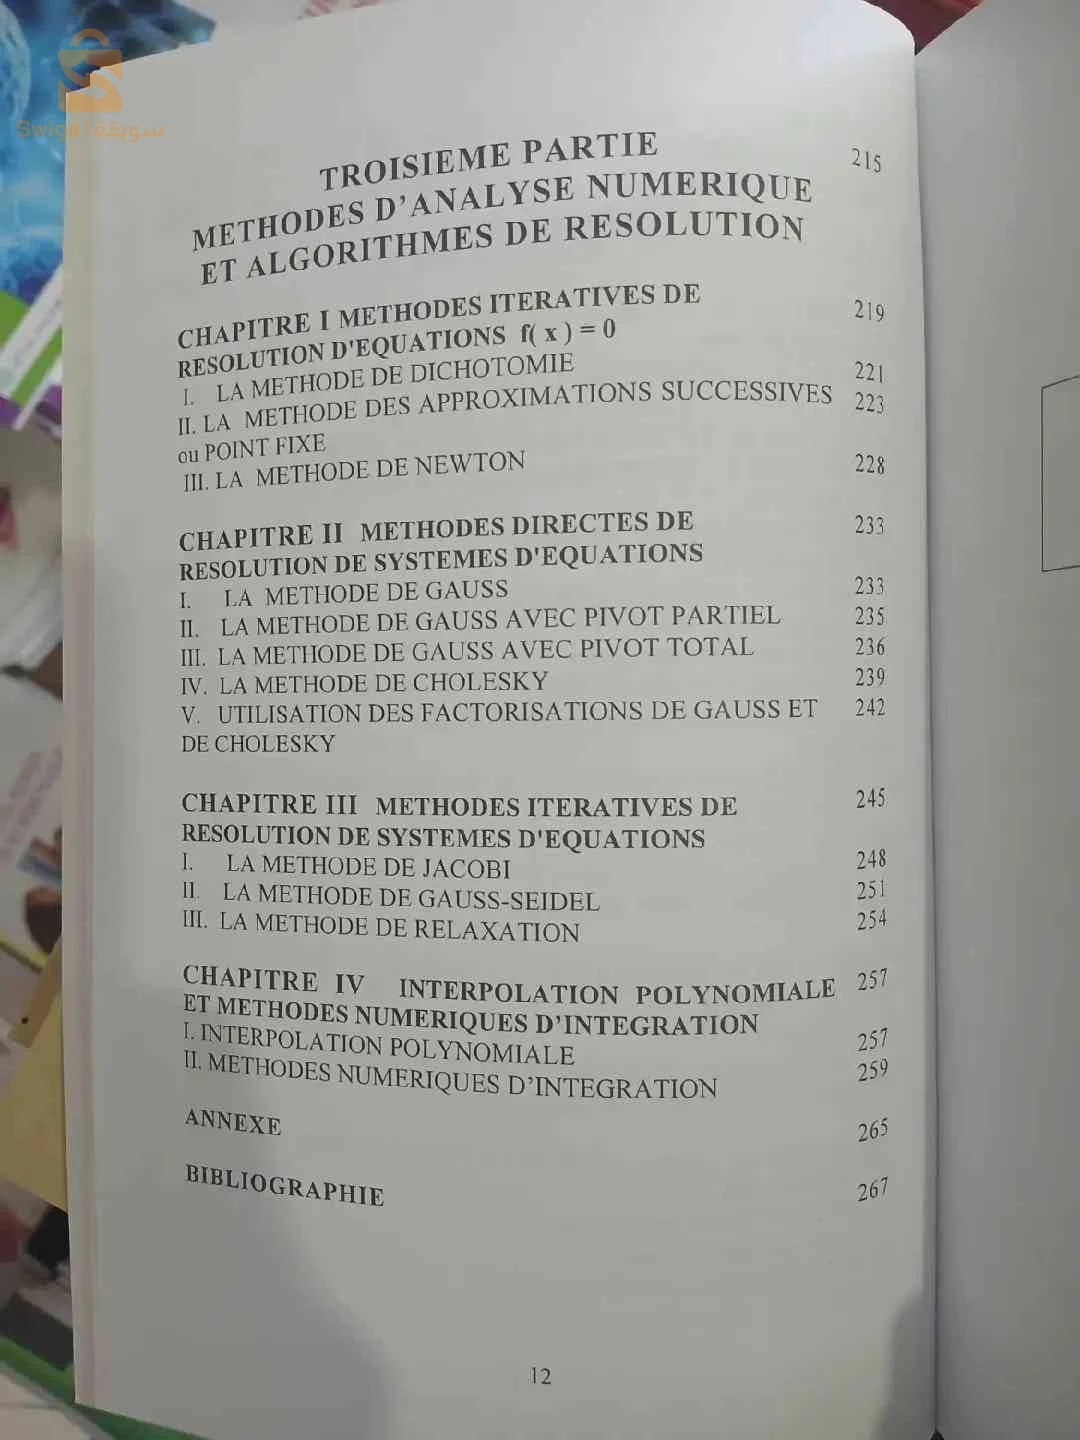 Swiqa سويقة
TROISIEME PARTIE 215
METHODES D'ANALYSE NUMERIQUE
ET ALGORITHMES DE RESOLUTION
CHAPITRE I METHODES ITERATIVES DE 219
RESOLUTION D'EQUATIONS f( x ) = 0
I. LA METHODE DE DICHOTOMIE 221
II. LA METHODE DES APPROXIMATIONS SUCCESSIVES 223
ou POINT FIXE
III. LA METHODE DE NEWTON 228
CHAPITRE II METHODES DIRECTES DE 233
RESOLUTION DE SYSTEMES D'EQUATIONS
I. LA METHODE DE GAUSS 233
II. LA METHODE DE GAUSS AVEC PIVOT PARTIEL 235
III. LA METHODE DE GAUSS AVEC PIVOT TOTAL 236
IV. LA METHODE DE CHOLESKY 239
V. UTILISATION DES FACTORISATIONS DE GAUSS ET 242
DE CHOLESKY
CHAPITRE III METHODES ITERATIVES DE 245
RESOLUTION DE SYSTEMES D'EQUATIONS
I. LA METHODE DE JACOBI 248
II. LA METHODE DE GAUSS-SEIDEL 251
III. LA METHODE DE RELAXATION 254
CHAPITRE IV INTERPOLATION POLYNOMIALE 257
ET METHODES NUMERIQUES D'INTEGRATION
I. INTERPOLATION POLYNOMIALE 257
II. METHODES NUMERIQUES D'INTEGRATION 259
ANNEXE 265
BIBLIOGRAPHIE 267
12